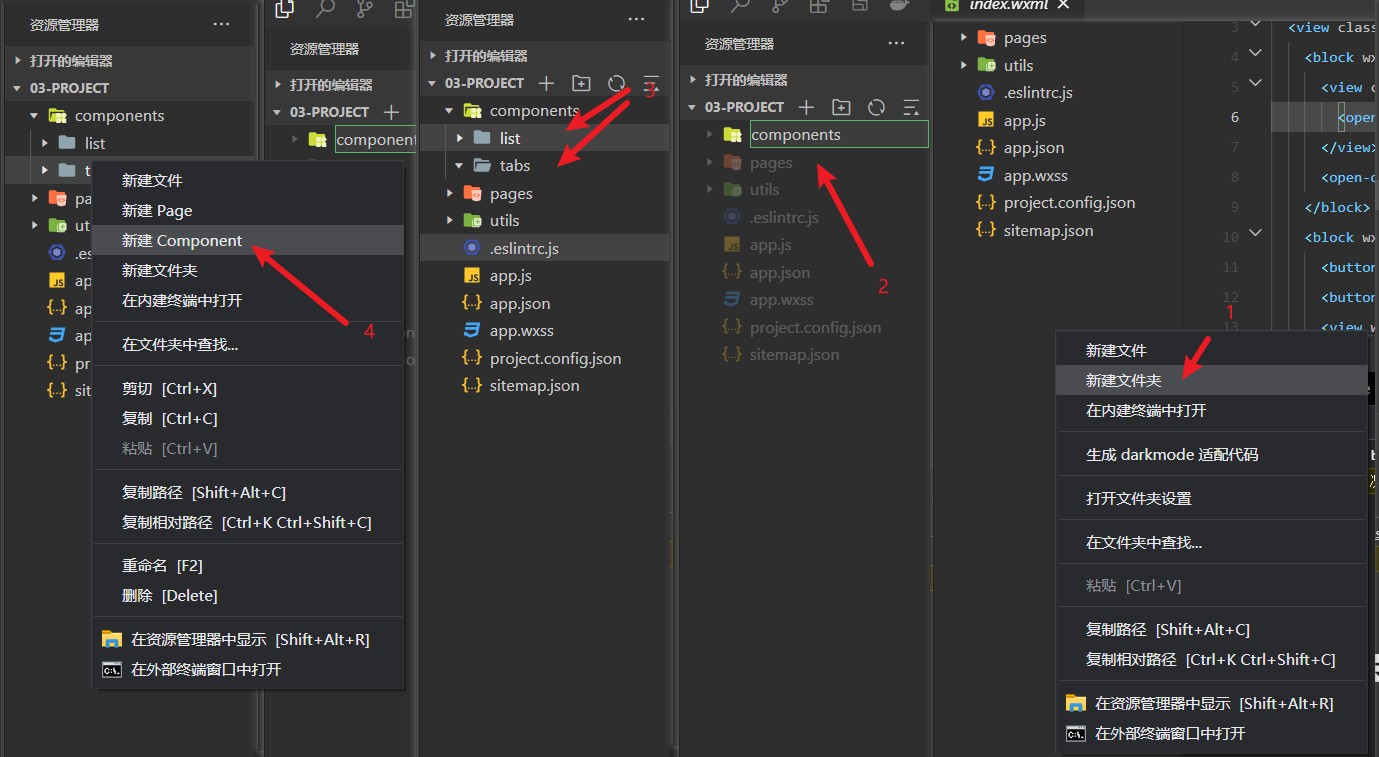 资源管理器
打开的编辑器
03-PROJECT
components
list
t
pa
ut
.es
ap
ap
ap
pr
sit
新建文件
新建 Page
新建 Component
新建文件夹
在内建终端中打开
在文件夹中查找...
剪切 [Ctrl+X]
复制 [Ctrl+C]
粘贴 [Ctrl+V]
复制路径 [Shift+Alt+C]
复制相对路径 [Ctrl+K Ctrl+Shift+C]
重命名 [F2]
删除 [Delete]
在资源管理器中显示 [Shift+Alt+R]
在外部终端窗口中打开
4
资源管理器
打开的编辑器
03-PROJECT
component
资源管理器
打开的编辑器
03-PROJECT
3
components
list
tabs
pages
utils
.eslintrc.js
app.js
app.json
app.wxss
project.config.json
sitemap.json
资源管理器
打开的编辑器
03-PROJECT
components
pages
utils
.eslintrc.js
app.js
app.json
app.wxss
project.config.json
sitemap.json
2
index.wxml
pages
utils
.eslintrc.js
app.js
app.json
app.wxss
project.config.json
sitemap.json
3 <view class
4 <block wx
5 <view c
6 <open
7 </view>
8 <open-d
9 </block>
10 <block wx
11 <button
12 <button
13 <view w
1
新建文件
新建文件夹
在内建终端中打开
生成 darkmode 适配代码
打开文件夹设置
在文件夹中查找...
粘贴 [Ctrl+V]
复制路径 [Shift+Alt+C]
复制相对路径 [Ctrl+K Ctrl+Shift+C]
在资源管理器中显示 [Shift+Alt+R]
在外部终端窗口中打开